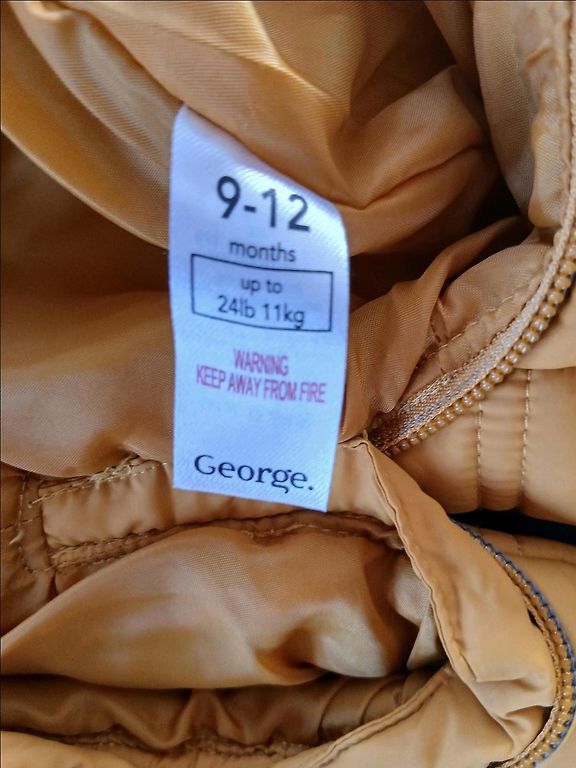 9-12
months
up to
24lb 11kg
WARNING
KEEP AWAY FROM FIRE
George.